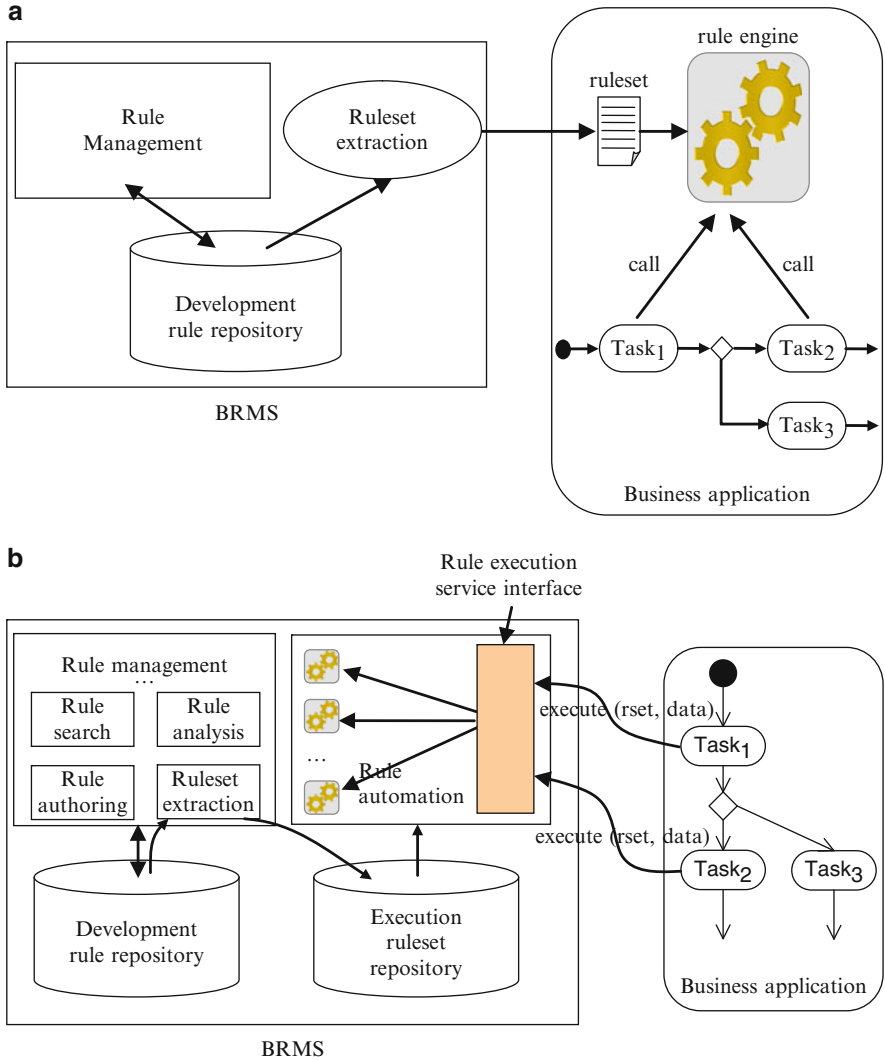 a
rule engine
ruleset
Rule
Management
Ruleset
extraction
call
call
Development
rule repository
Task1
Task2
Task3
BRMS
Business application
b
Rule execution
service interface
Rule management
...
Rule
search
Rule
analysis
Rule
authoring
Ruleset
extraction
...
Rule
automation
execute (rset, data)
execute (rset, data)
Task1
Task2
Task3
Development
rule repository
Execution
ruleset
repository
Business application
BRMS